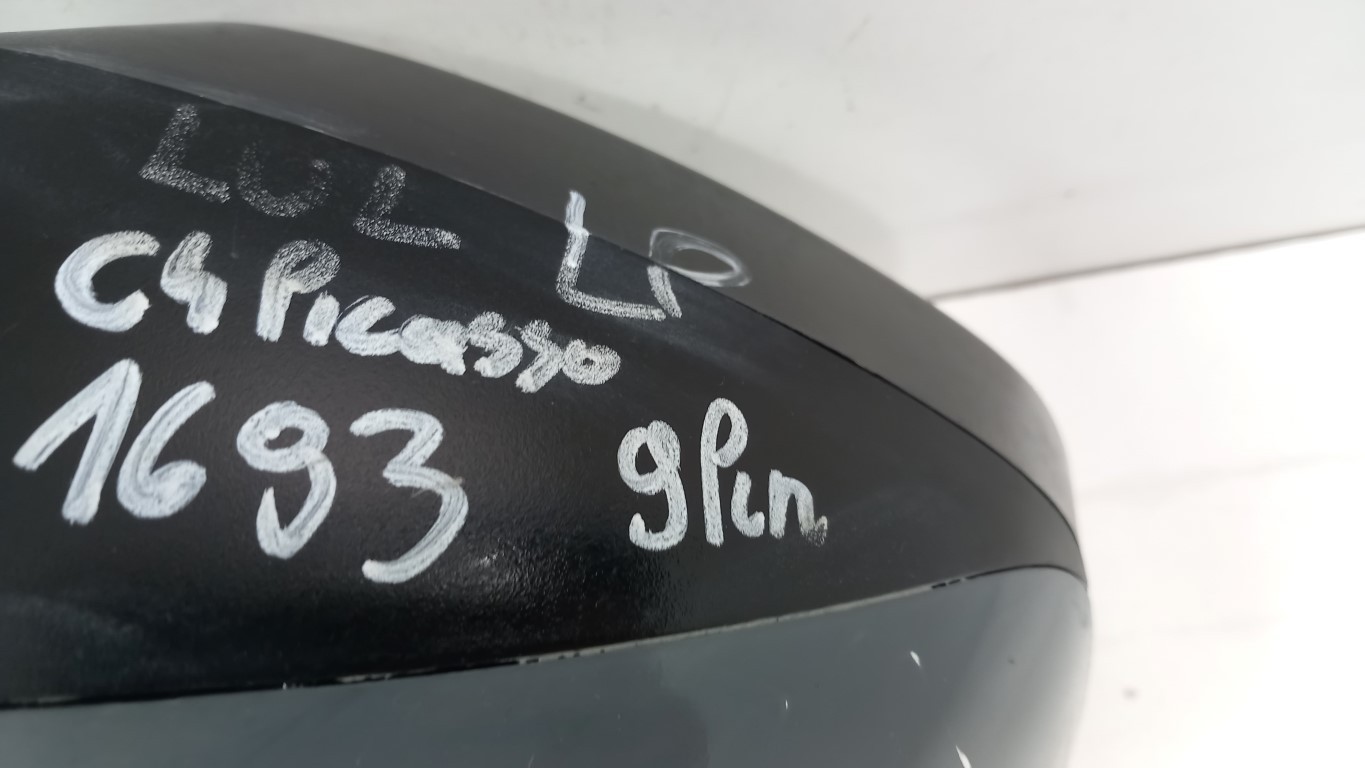 LUL LP
C4 Picasso
1693 9Pin